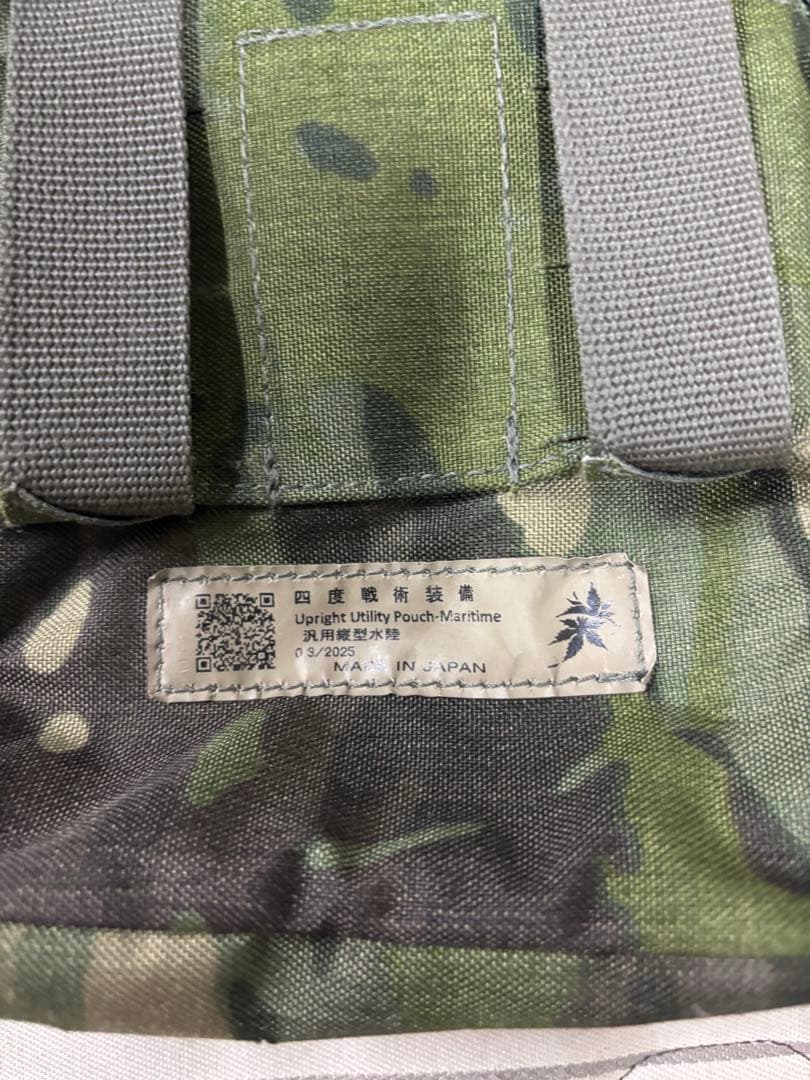 四度戦術装備
Upright Utility Pouch-Maritime
汎用縦型水陸
03/2025
MADE IN JAPAN